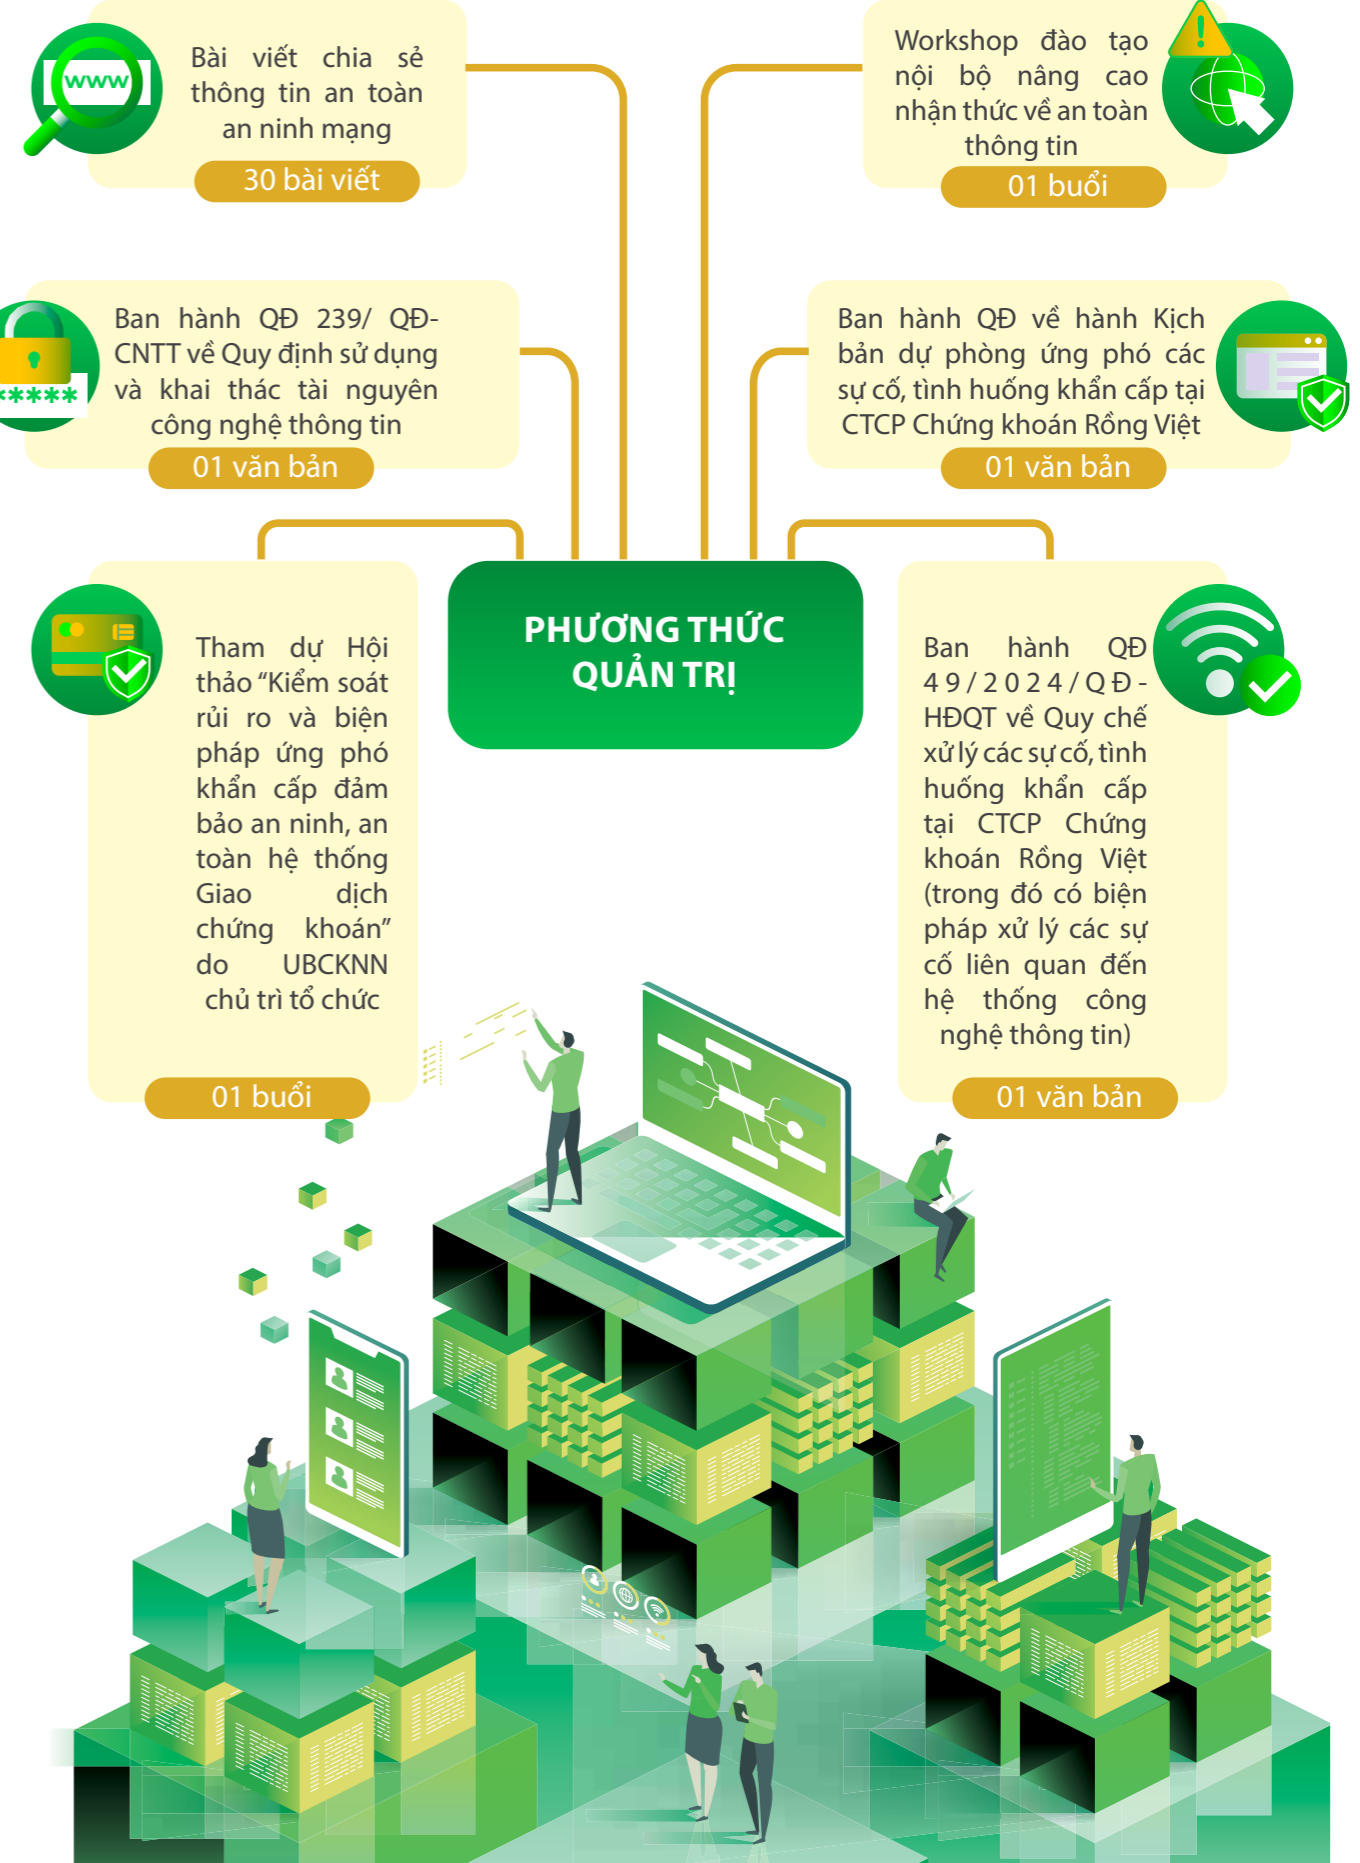 www
Bài viết chia sẻ
thông tin an toàn
an ninh mạng
30 bài viết
Workshop đào tạo
nội bộ nâng cao
nhận thức về an toàn
thông tin
01 buổi
Ban hành QĐ 239/ QĐ-
CNTT về Quy định sử dụng
và khai thác tài nguyên
công nghệ thông tin
01 văn bản
Ban hành QĐ về hành Kịch
bản dự phòng ứng phó các
sự cố, tình huống khẩn cấp tại
CTCP Chứng khoán Rồng Việt
01 văn bản
PHƯƠNG THỨC
QUẢN TRỊ
Tham dự Hội
thảo “Kiểm soát
rủi ro và biện
pháp ứng phó
khẩn cấp đảm
bảo an ninh, an
toàn hệ thống
Giao dịch
chứng khoán”
do UBCKNN
chủ trì tổ chức
01 buổi
Ban hành QĐ
49/2024/QĐ-
HĐQT về Quy chế
xử lý các sự cố, tình
huống khẩn cấp
tại CTCP Chứng
khoán Rồng Việt
(trong đó có biện
pháp xử lý các sự
cố liên quan đến
hệ thống công
nghệ thông tin)
01 văn bản